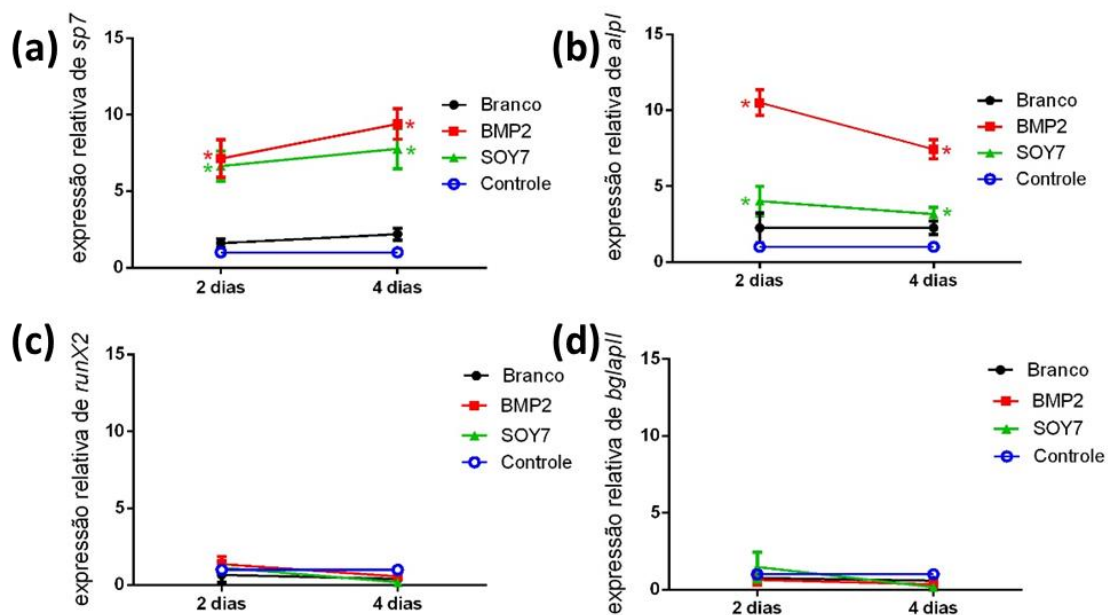 (a)
expressão relativa de sp7
15
10
5
0
*
*
*
*
Branco
BMP2
SOY7
Controle
2 dias
4 dias
(b)
expressão relativa de alpl
15
10
5
0
*
*
*
*
Branco
BMP2
SOY7
Controle
2 dias
4 dias
(c)
expressão relativa de runX2
15
10
5
0
Branco
BMP2
SOY7
Controle
2 dias
4 dias
(d)
expressão relativa de bglapII
15
10
5
0
Branco
BMP2
SOY7
Controle
2 dias
4 dias